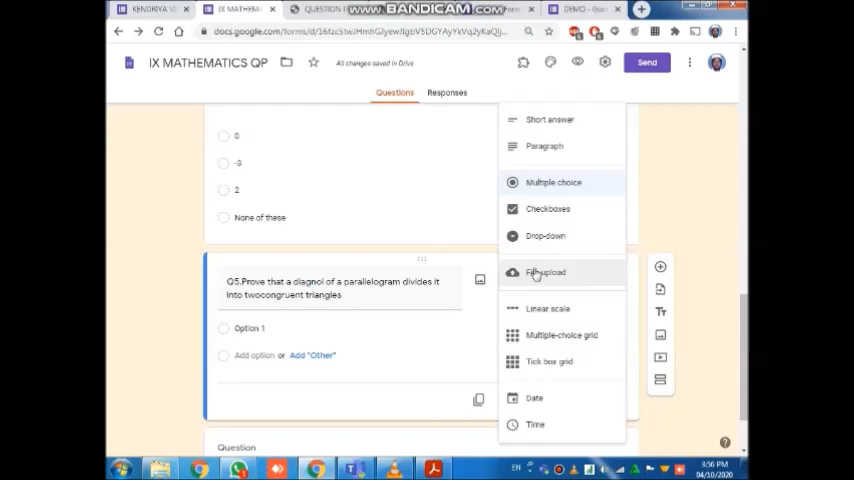 KENDRIYA VI
IX MATHEMATI
QUESTION P
www.BANDICAM.com
Form
DEMO - Goo
docs.google.com/forms/d/
IX MATHEMATICS QP
All changes saved in Drive
Send
Questions
Responses
0
-3
2
None of these
Q5.Prove that a diagnol of a parallelogram divides it
into twocongruent triangles
Option 1
Add option or Add "Other"
Question
Short answer
Paragraph
Multiple choice
Checkboxes
Drop-down
File upload
Linear scale
Multiple-choice grid
Tick box grid
Date
Time
EN
3:56 PM
04/10/2020